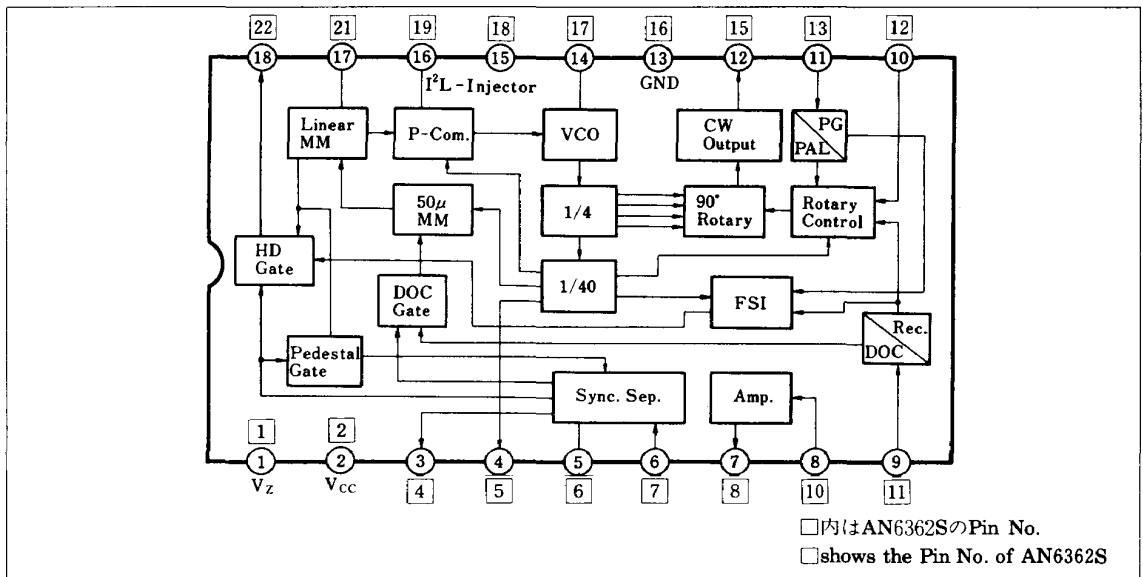 22 21 19 18 17 16 15 13 12
18 17 16 15 14 13 12 11 10
I²L-Injector
GND
Linear
MM
P-Com.
VCO
CW
Output
PG
PAL
50μ
MM
1/4
90°
Rotary
Rotary
Control
HD
Gate
DOC
Gate
1/40
FSI
Rec.
DOC
Pedestal
Gate
Sync. Sep.
Amp.
1 2
1 2 3 4 5 6 7 8 9
VZ
VCC
4 5 6 7 8 10 11
□内はAN6362SのPin No.
□shows the Pin No. of AN6362S